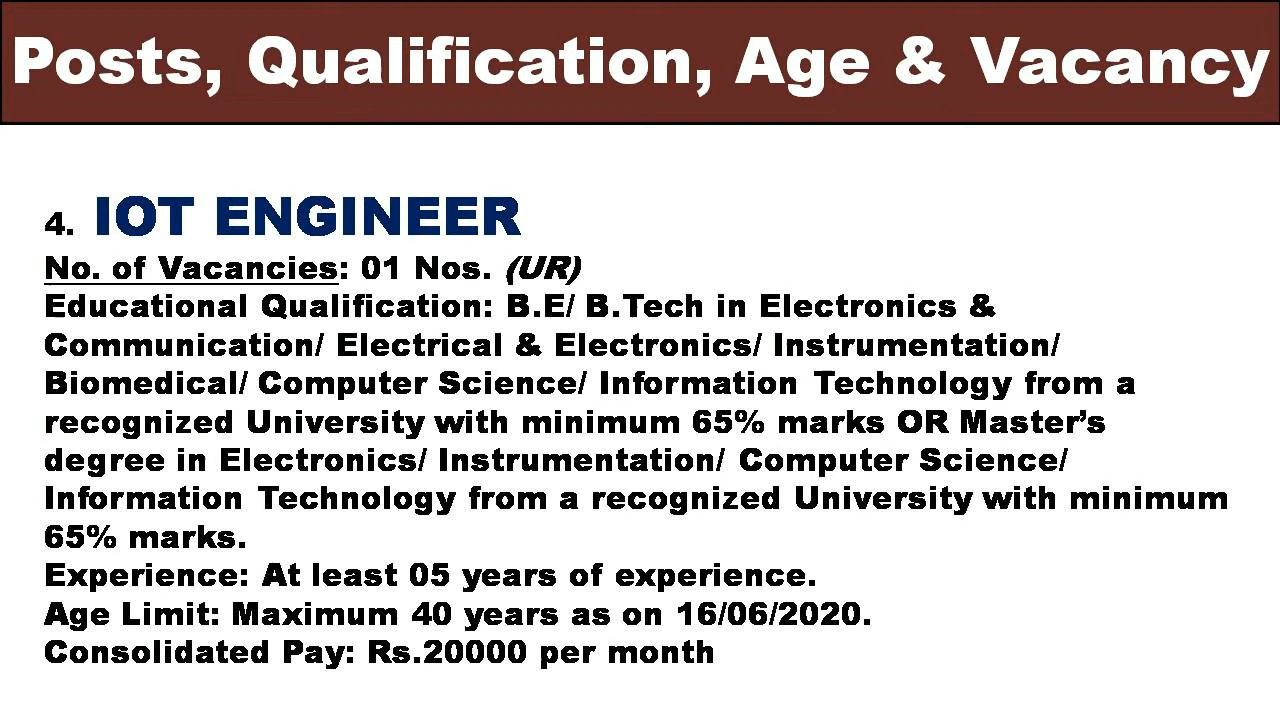 Posts, Qualification, Age & Vacancy
4. IOT ENGINEER
No. of Vacancies: 01 Nos. (UR)
Educational Qualification: B.E/ B.Tech in Electronics &
Communication/ Electrical & Electronics/ Instrumentation/
Biomedical/ Computer Science/ Information Technology from a
recognized University with minimum 65% marks OR Master’s
degree in Electronics/ Instrumentation/ Computer Science/
Information Technology from a recognized University with minimum
65% marks.
Experience: At least 05 years of experience.
Age Limit: Maximum 40 years as on 16/06/2020.
Consolidated Pay: Rs.20000 per month